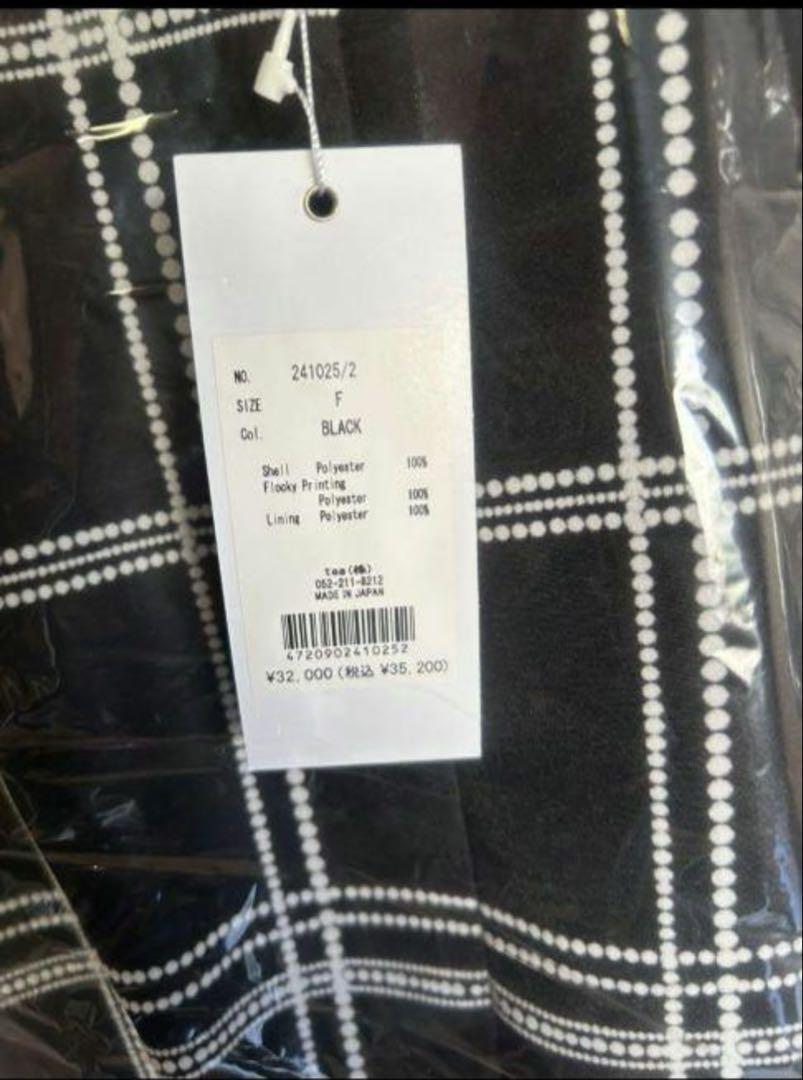 NO. 241025/2
SIZE F
Col. BLACK
Shell Polyester 100%
Flocky Printing
Polyester 100%
Lining Polyester 100%
tea(株)
052-211-8212
MADE IN JAPAN
4720902410252
¥32,000(税込 ¥35,200)